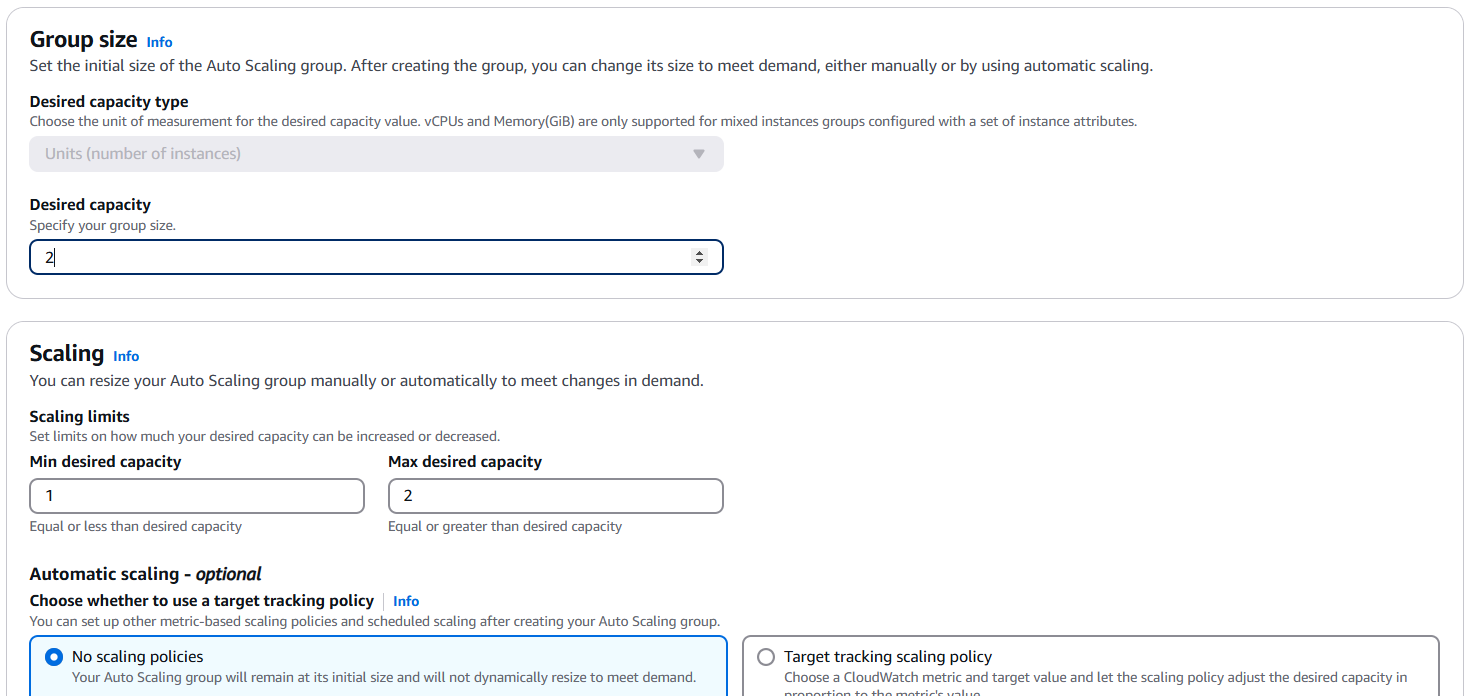 Group size Info
Set the initial size of the Auto Scaling group. After creating the group, you can change its size to meet demand, either manually or by using automatic scaling.
Desired capacity type
Choose the unit of measurement for the desired capacity value. vCPUs and Memory(GiB) are only supported for mixed instances groups configured with a set of instance attributes.
Units (number of instances)
Desired capacity
Specify your group size.
2
Scaling Info
You can resize your Auto Scaling group manually or automatically to meet changes in demand.
Scaling limits
Set limits on how much your desired capacity can be increased or decreased.
Min desired capacity
Max desired capacity
1
2
Equal or less than desired capacity
Equal or greater than desired capacity
Automatic scaling - optional
Choose whether to use a target tracking policy Info
You can set up other metric-based scaling policies and scheduled scaling after creating your Auto Scaling group.
No scaling policies
Your Auto Scaling group will remain at its initial size and will not dynamically resize to meet demand.
Target tracking scaling policy
Choose a CloudWatch metric and target value and let the scaling policy adjust the desired capacity in
proportion to the metric's value